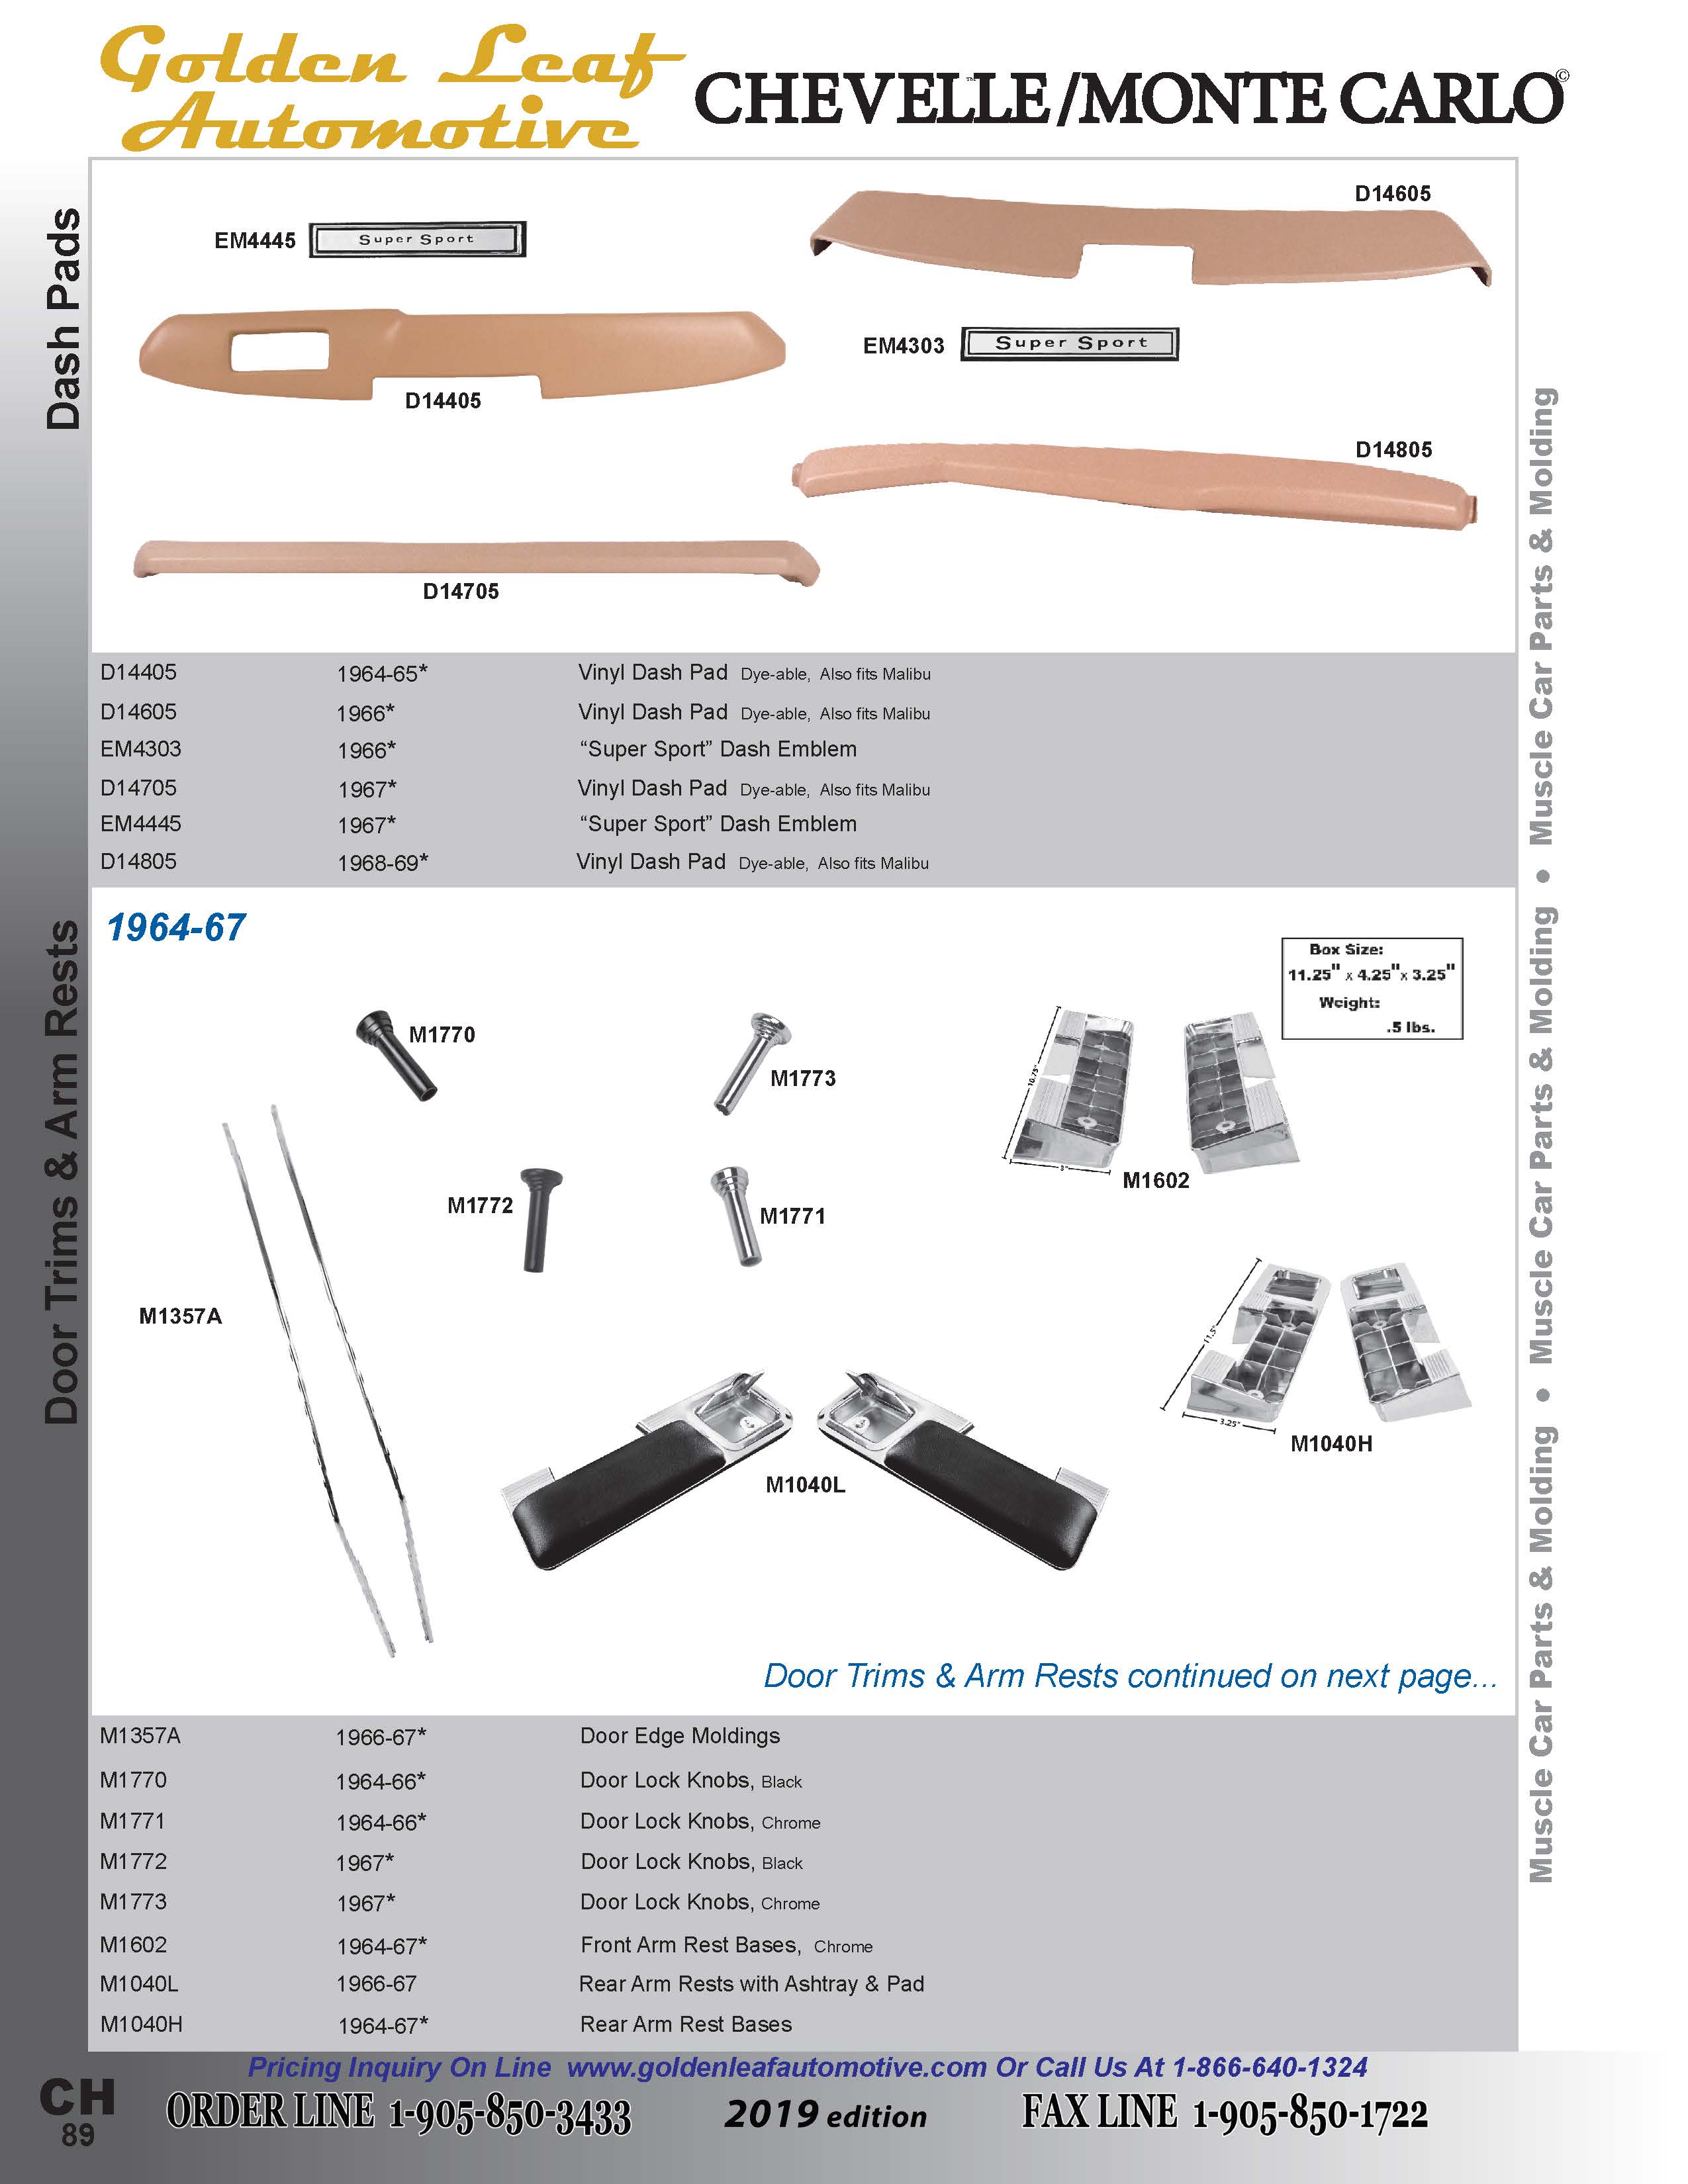 Golden Leaf
Automotive
CHEVELLE™/MONTE CARLO©
Dash Pads
EM4445
Super Sport
D14605
D14405
EM4303
Super Sport
D14805
D14705
D14405 1964-65* Vinyl Dash Pad Dye-able, Also fits Malibu
D14605 1966* Vinyl Dash Pad Dye-able, Also fits Malibu
EM4303 1966* “Super Sport” Dash Emblem
D14705 1967* Vinyl Dash Pad Dye-able, Also fits Malibu
EM4445 1967* “Super Sport” Dash Emblem
D14805 1968-69* Vinyl Dash Pad Dye-able, Also fits Malibu
Door Trims & Arm Rests
1964-67
Box Size:
11.25" x 4.25" x 3.25"
Weight:
.5 lbs.
M1770
M1773
10.75"
3"
M1602
M1772
M1771
M1357A
11.5"
3.25"
M1040H
M1040L
Door Trims & Arm Rests continued on next page...
M1357A 1966-67* Door Edge Moldings
M1770 1964-66* Door Lock Knobs, Black
M1771 1964-66* Door Lock Knobs, Chrome
M1772 1967* Door Lock Knobs, Black
M1773 1967* Door Lock Knobs, Chrome
M1602 1964-67* Front Arm Rest Bases, Chrome
M1040L 1966-67 Rear Arm Rests with Ashtray & Pad
M1040H 1964-67* Rear Arm Rest Bases
Muscle Car Parts & Molding • Muscle Car Parts & Molding • Muscle Car Parts & Molding
Pricing Inquiry On Line www.goldenleafautomotive.com Or Call Us At 1-866-640-1324
CH
89
ORDER LINE 1-905-850-3433 2019 edition FAX LINE 1-905-850-1722